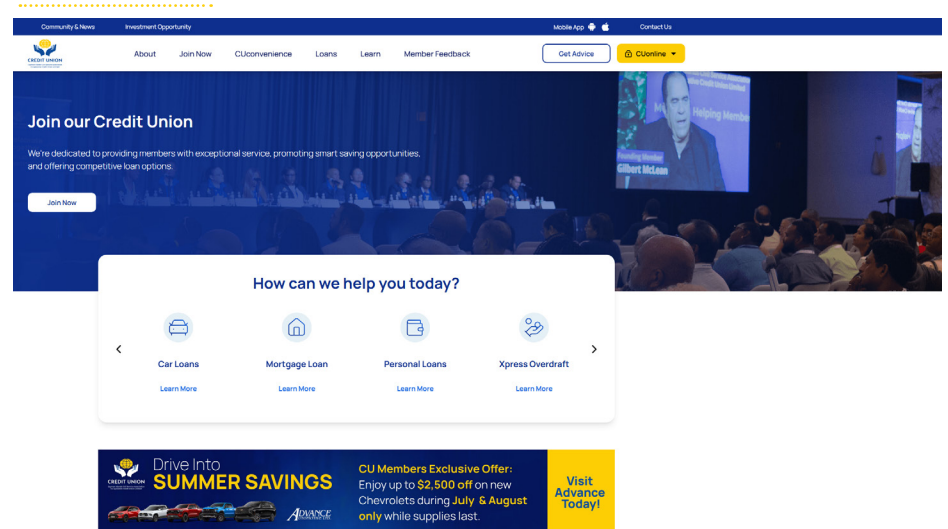 Community & News
Investment Opportunity
Mobile App
Contact Us
CREDIT UNION
About
Join Now
CUconvenience
Loans
Learn
Member Feedback
Get Advice
CUonline
Join our Credit Union
We're dedicated to providing members with exceptional service, promoting smart saving opportunities,
and offering competitive loan options.
Join Now
Helping Membe
Founding Member
Gilbert McLean
How can we help you today?
Car Loans
Mortgage Loan
Personal Loans
Xpress Overdraft
Learn More
Learn More
Learn More
Learn More
CREDIT UNION
Drive Into
SUMMER SAVINGS
ADVANCE
CU Members Exclusive Offer:
Enjoy up to $2,500 off on new
Chevrolets during July & August
only while supplies last.
Visit
Advance
Today!